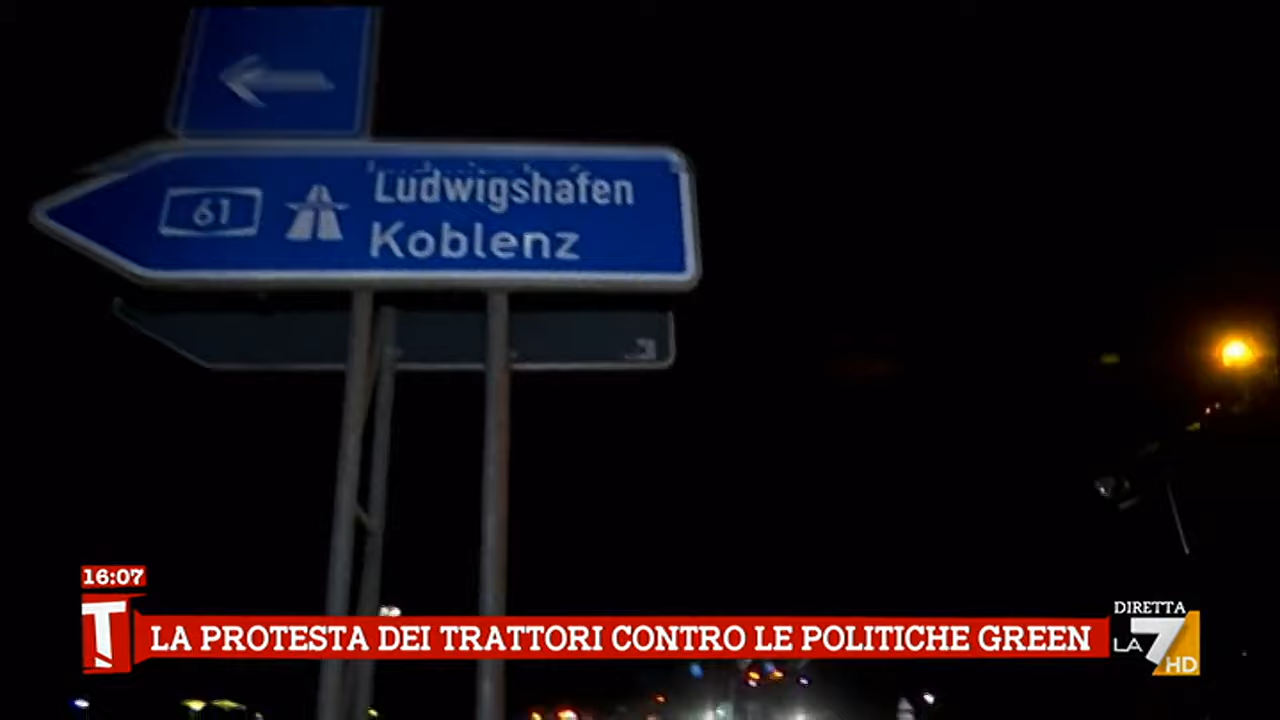 61
Ludwigshafen
Koblenz
16:07
T
LA PROTESTA DEI TRATTORI CONTRO LE POLITICHE GREEN
DIRETTA
LA 7
HD